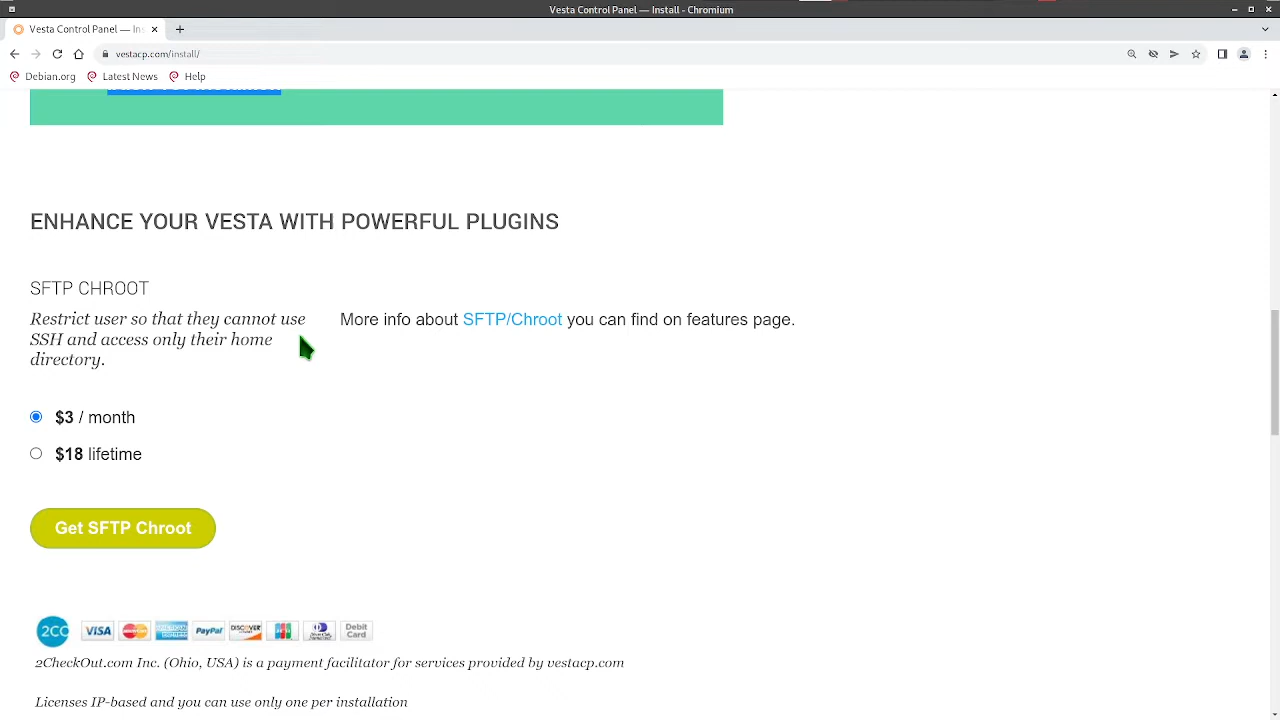 Vesta Control Panel — Install - Chromium
Vesta Control Panel — Ins
vestacp.com/install/
Debian.org Latest News Help
ENHANCE YOUR VESTA WITH POWERFUL PLUGINS
SFTP CHROOT
Restrict user so that they cannot use
SSH and access only their home
directory.
More info about SFTP/Chroot you can find on features page.
$3 / month
$18 lifetime
Get SFTP Chroot
2CO VISA PayPal DISCOVER JCB Debit Card
2CheckOut.com Inc. (Ohio, USA) is a payment facilitator for services provided by vestacp.com
Licenses IP-based and you can use only one per installation